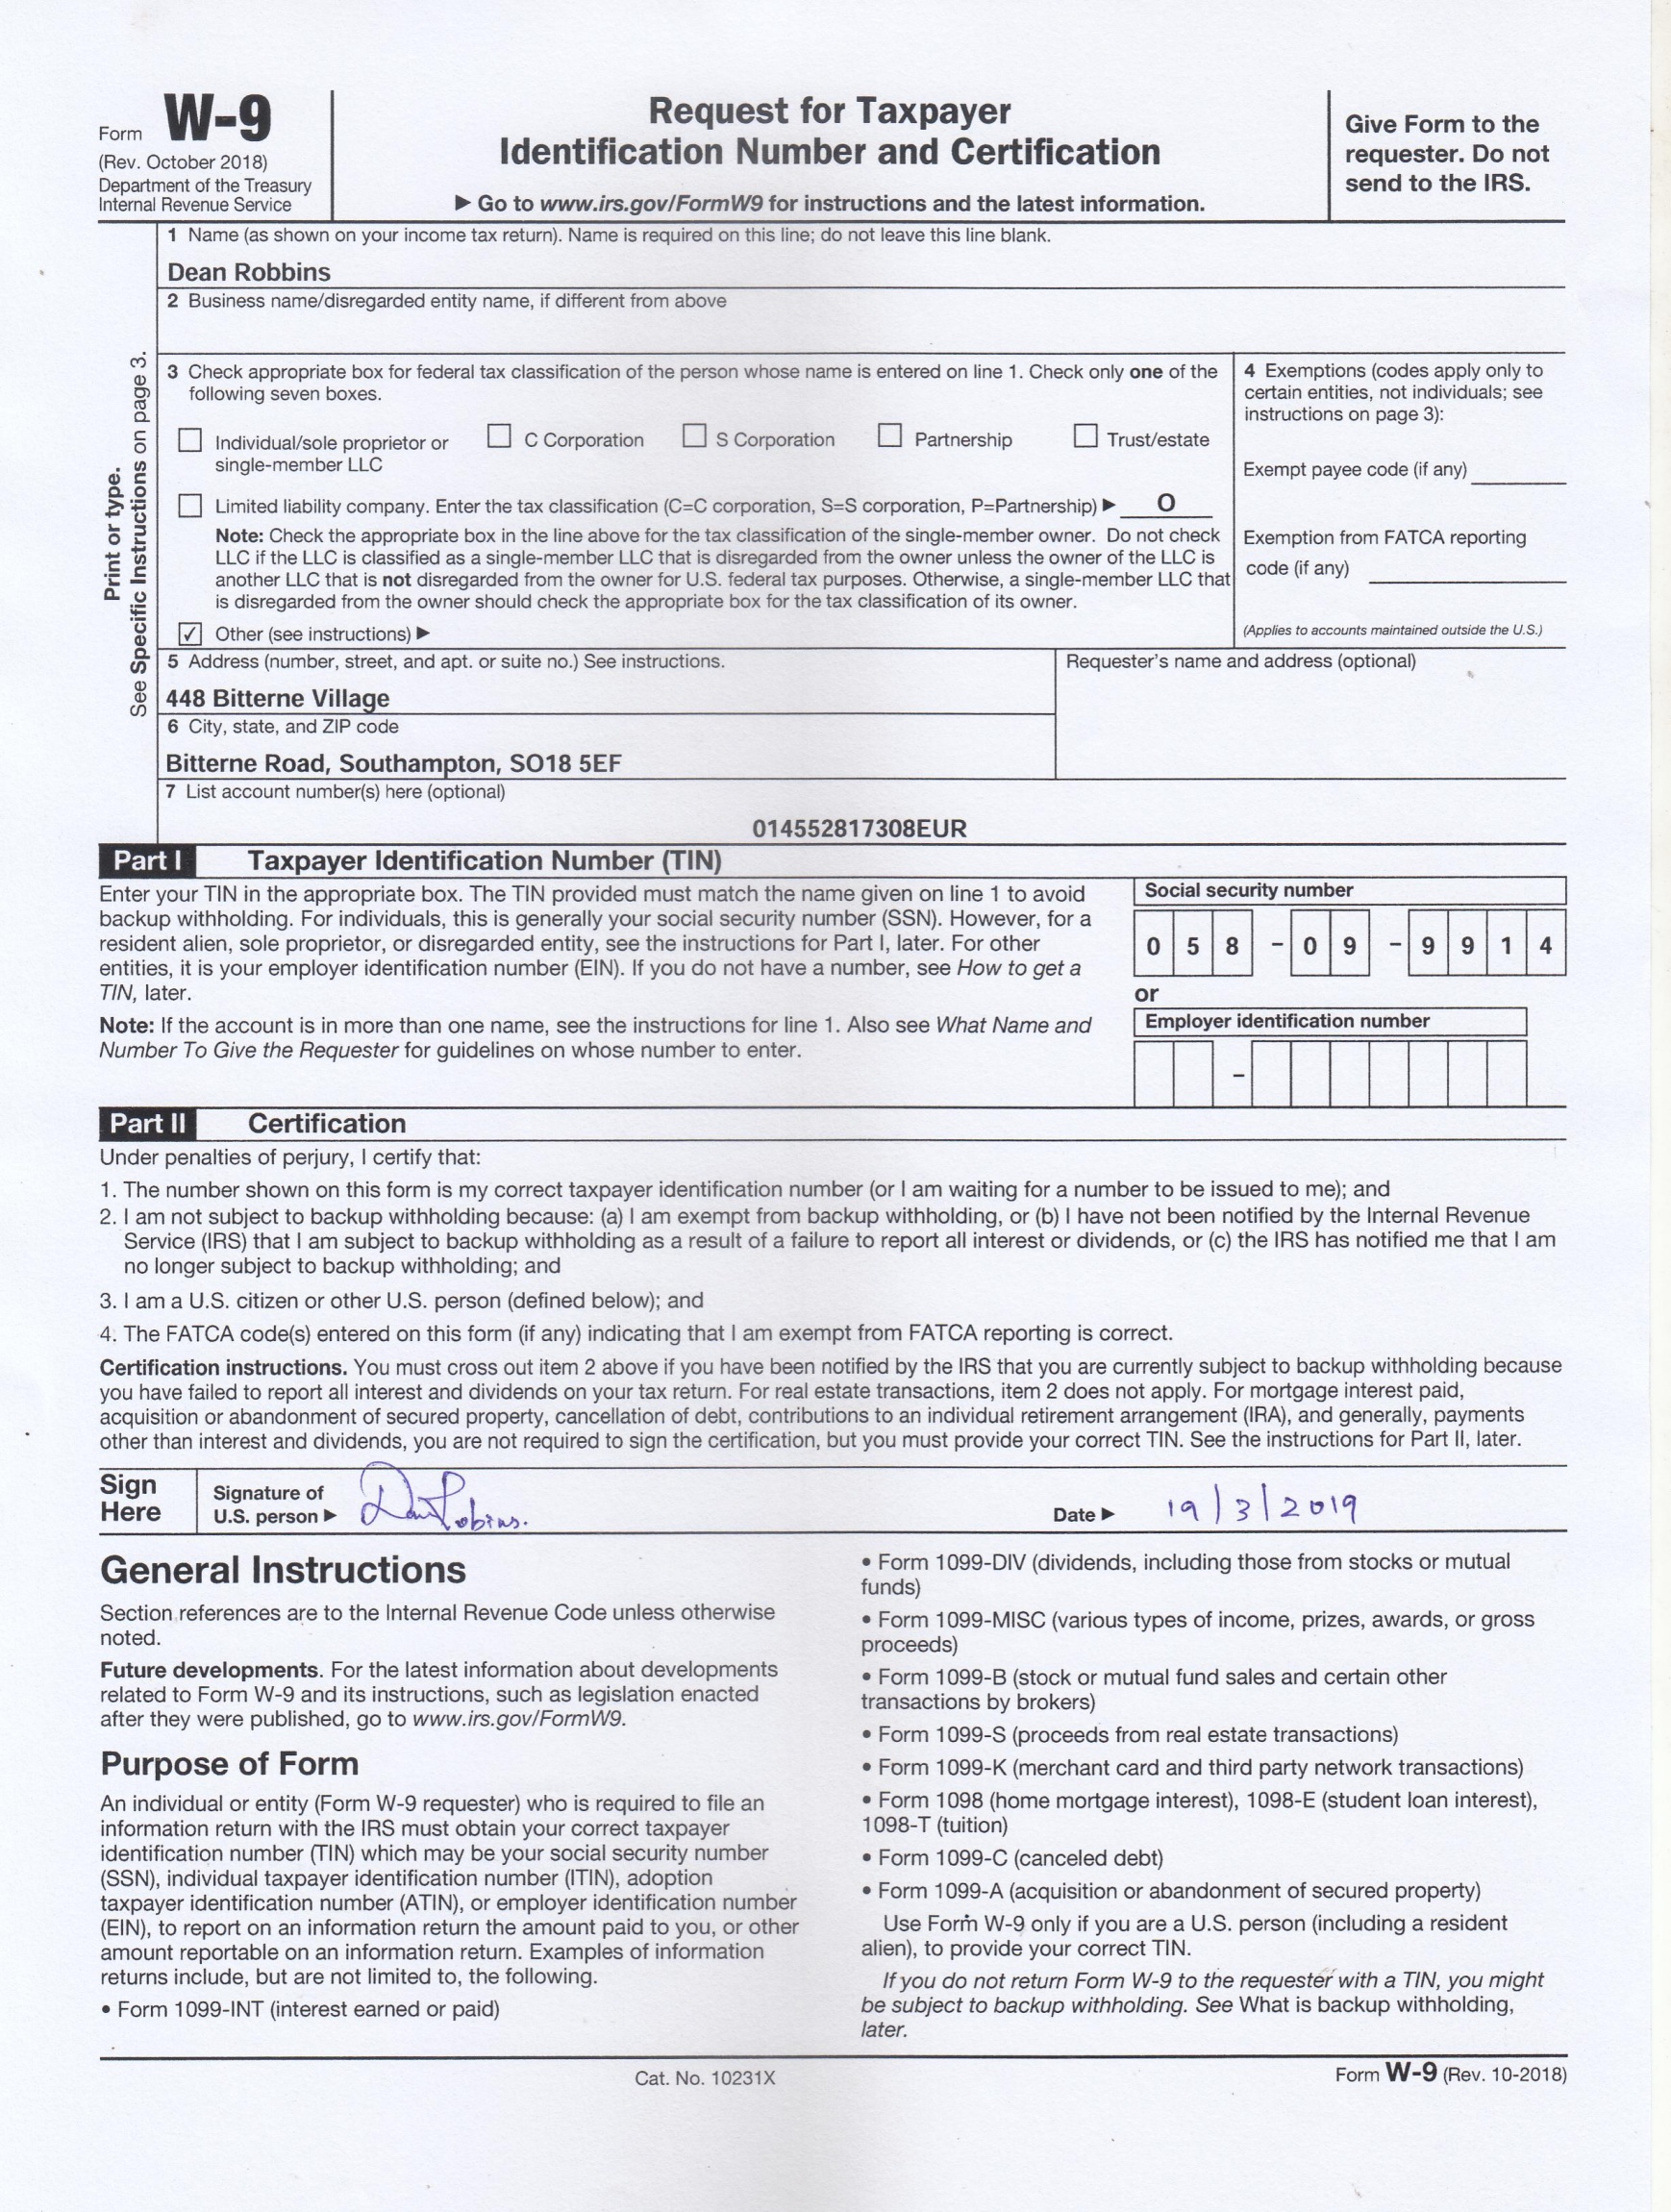 Form W-9
(Rev. October 2018)
Department of the Treasury
Internal Revenue Service
Request for Taxpayer
Identification Number and Certification
▶ Go to www.irs.gov/FormW9 for instructions and the latest information.
Give Form to the
requester. Do not
send to the IRS.
Print or type.
See Specific Instructions on page 3.
1 Name (as shown on your income tax return). Name is required on this line; do not leave this line blank.
Dean Robbins
2 Business name/disregarded entity name, if different from above
3 Check appropriate box for federal tax classification of the person whose name is entered on line 1. Check only one of the
following seven boxes.
Individual/sole proprietor or
single-member LLC
C Corporation
S Corporation
Partnership
Trust/estate
Limited liability company. Enter the tax classification (C=C corporation, S=S corporation, P=Partnership) ▶ O
Note: Check the appropriate box in the line above for the tax classification of the single-member owner. Do not check
LLC if the LLC is classified as a single-member LLC that is disregarded from the owner unless the owner of the LLC is
another LLC that is not disregarded from the owner for U.S. federal tax purposes. Otherwise, a single-member LLC that
is disregarded from the owner should check the appropriate box for the tax classification of its owner.
✓ Other (see instructions) ▶
4 Exemptions (codes apply only to
certain entities, not individuals; see
instructions on page 3):
Exempt payee code (if any)
Exemption from FATCA reporting
code (if any)
(Applies to accounts maintained outside the U.S.)
5 Address (number, street, and apt. or suite no.) See instructions.
448 Bitterne Village
Requester's name and address (optional)
6 City, state, and ZIP code
Bitterne Road, Southampton, SO18 5EF
7 List account number(s) here (optional)
014552817308EUR
Part I Taxpayer Identification Number (TIN)
Enter your TIN in the appropriate box. The TIN provided must match the name given on line 1 to avoid
backup withholding. For individuals, this is generally your social security number (SSN). However, for a
resident alien, sole proprietor, or disregarded entity, see the instructions for Part I, later. For other
entities, it is your employer identification number (EIN). If you do not have a number, see How to get a
TIN, later.
Note: If the account is in more than one name, see the instructions for line 1. Also see What Name and
Number To Give the Requester for guidelines on whose number to enter.
Social security number
0 5 8 - 0 9 - 9 9 1 4
or
Employer identification number
-
Part II Certification
Under penalties of perjury, I certify that:
1. The number shown on this form is my correct taxpayer identification number (or I am waiting for a number to be issued to me); and
2. I am not subject to backup withholding because: (a) I am exempt from backup withholding, or (b) I have not been notified by the Internal Revenue
Service (IRS) that I am subject to backup withholding as a result of a failure to report all interest or dividends, or (c) the IRS has notified me that I am
no longer subject to backup withholding; and
3. I am a U.S. citizen or other U.S. person (defined below); and
4. The FATCA code(s) entered on this form (if any) indicating that I am exempt from FATCA reporting is correct.
Certification instructions. You must cross out item 2 above if you have been notified by the IRS that you are currently subject to backup withholding because
you have failed to report all interest and dividends on your tax return. For real estate transactions, item 2 does not apply. For mortgage interest paid,
acquisition or abandonment of secured property, cancellation of debt, contributions to an individual retirement arrangement (IRA), and generally, payments
other than interest and dividends, you are not required to sign the certification, but you must provide your correct TIN. See the instructions for Part II, later.
Sign
Here
Signature of
U.S. person ▶
Date ▶ 19/3/2019
General Instructions
Section references are to the Internal Revenue Code unless otherwise
noted.
Future developments. For the latest information about developments
related to Form W-9 and its instructions, such as legislation enacted
after they were published, go to www.irs.gov/FormW9.
Purpose of Form
An individual or entity (Form W-9 requester) who is required to file an
information return with the IRS must obtain your correct taxpayer
identification number (TIN) which may be your social security number
(SSN), individual taxpayer identification number (ITIN), adoption
taxpayer identification number (ATIN), or employer identification number
(EIN), to report on an information return the amount paid to you, or other
amount reportable on an information return. Examples of information
returns include, but are not limited to, the following.
• Form 1099-INT (interest earned or paid)
• Form 1099-DIV (dividends, including those from stocks or mutual
funds)
• Form 1099-MISC (various types of income, prizes, awards, or gross
proceeds)
• Form 1099-B (stock or mutual fund sales and certain other
transactions by brokers)
• Form 1099-S (proceeds from real estate transactions)
• Form 1099-K (merchant card and third party network transactions)
• Form 1098 (home mortgage interest), 1098-E (student loan interest),
1098-T (tuition)
• Form 1099-C (canceled debt)
• Form 1099-A (acquisition or abandonment of secured property)
Use Form W-9 only if you are a U.S. person (including a resident
alien), to provide your correct TIN.
If you do not return Form W-9 to the requester with a TIN, you might
be subject to backup withholding. See What is backup withholding,
later.
Cat. No. 10231X
Form W-9 (Rev. 10-2018)